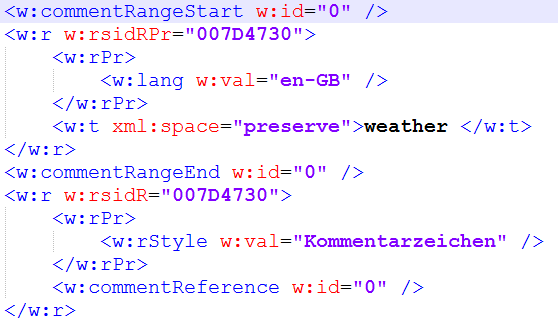 <w:commentRangeStart w:id="0" />
<w:r w:rsidRPr="007D4730">
    <w:rPr>
        <w:lang w:val="en-GB" />
    </w:rPr>
    <w:t xml:space="preserve">weather </w:t>
</w:r>
<w:commentRangeEnd w:id="0" />
<w:r w:rsidR="007D4730">
    <w:rPr>
        <w:rStyle w:val="Kommentarzeichen" />
    </w:rPr>
    <w:commentReference w:id="0" />
</w:r>